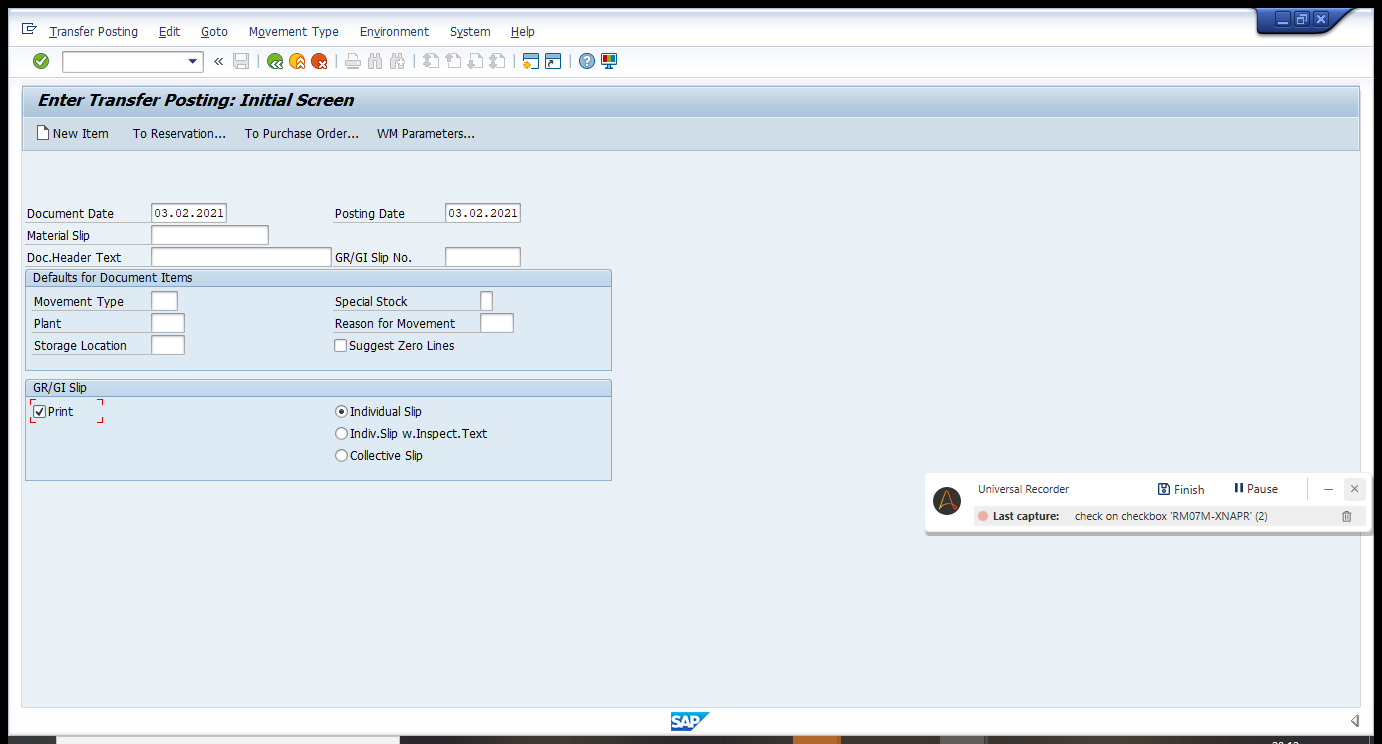 Transfer Posting Edit Goto Movement Type Environment System Help
Enter Transfer Posting: Initial Screen
New Item To Reservation... To Purchase Order... WM Parameters...
Document Date 03.02.2021 Posting Date 03.02.2021
Material Slip
Doc.Header Text GR/GI Slip No.
Defaults for Document Items
Movement Type Special Stock
Plant Reason for Movement
Storage Location Suggest Zero Lines
GR/GI Slip
Print Individual Slip
Indiv.Slip w.Inspect.Text
Collective Slip
Universal Recorder Finish Pause
Last capture: check on checkbox 'RM07M-XNAPR' (2)
SAP